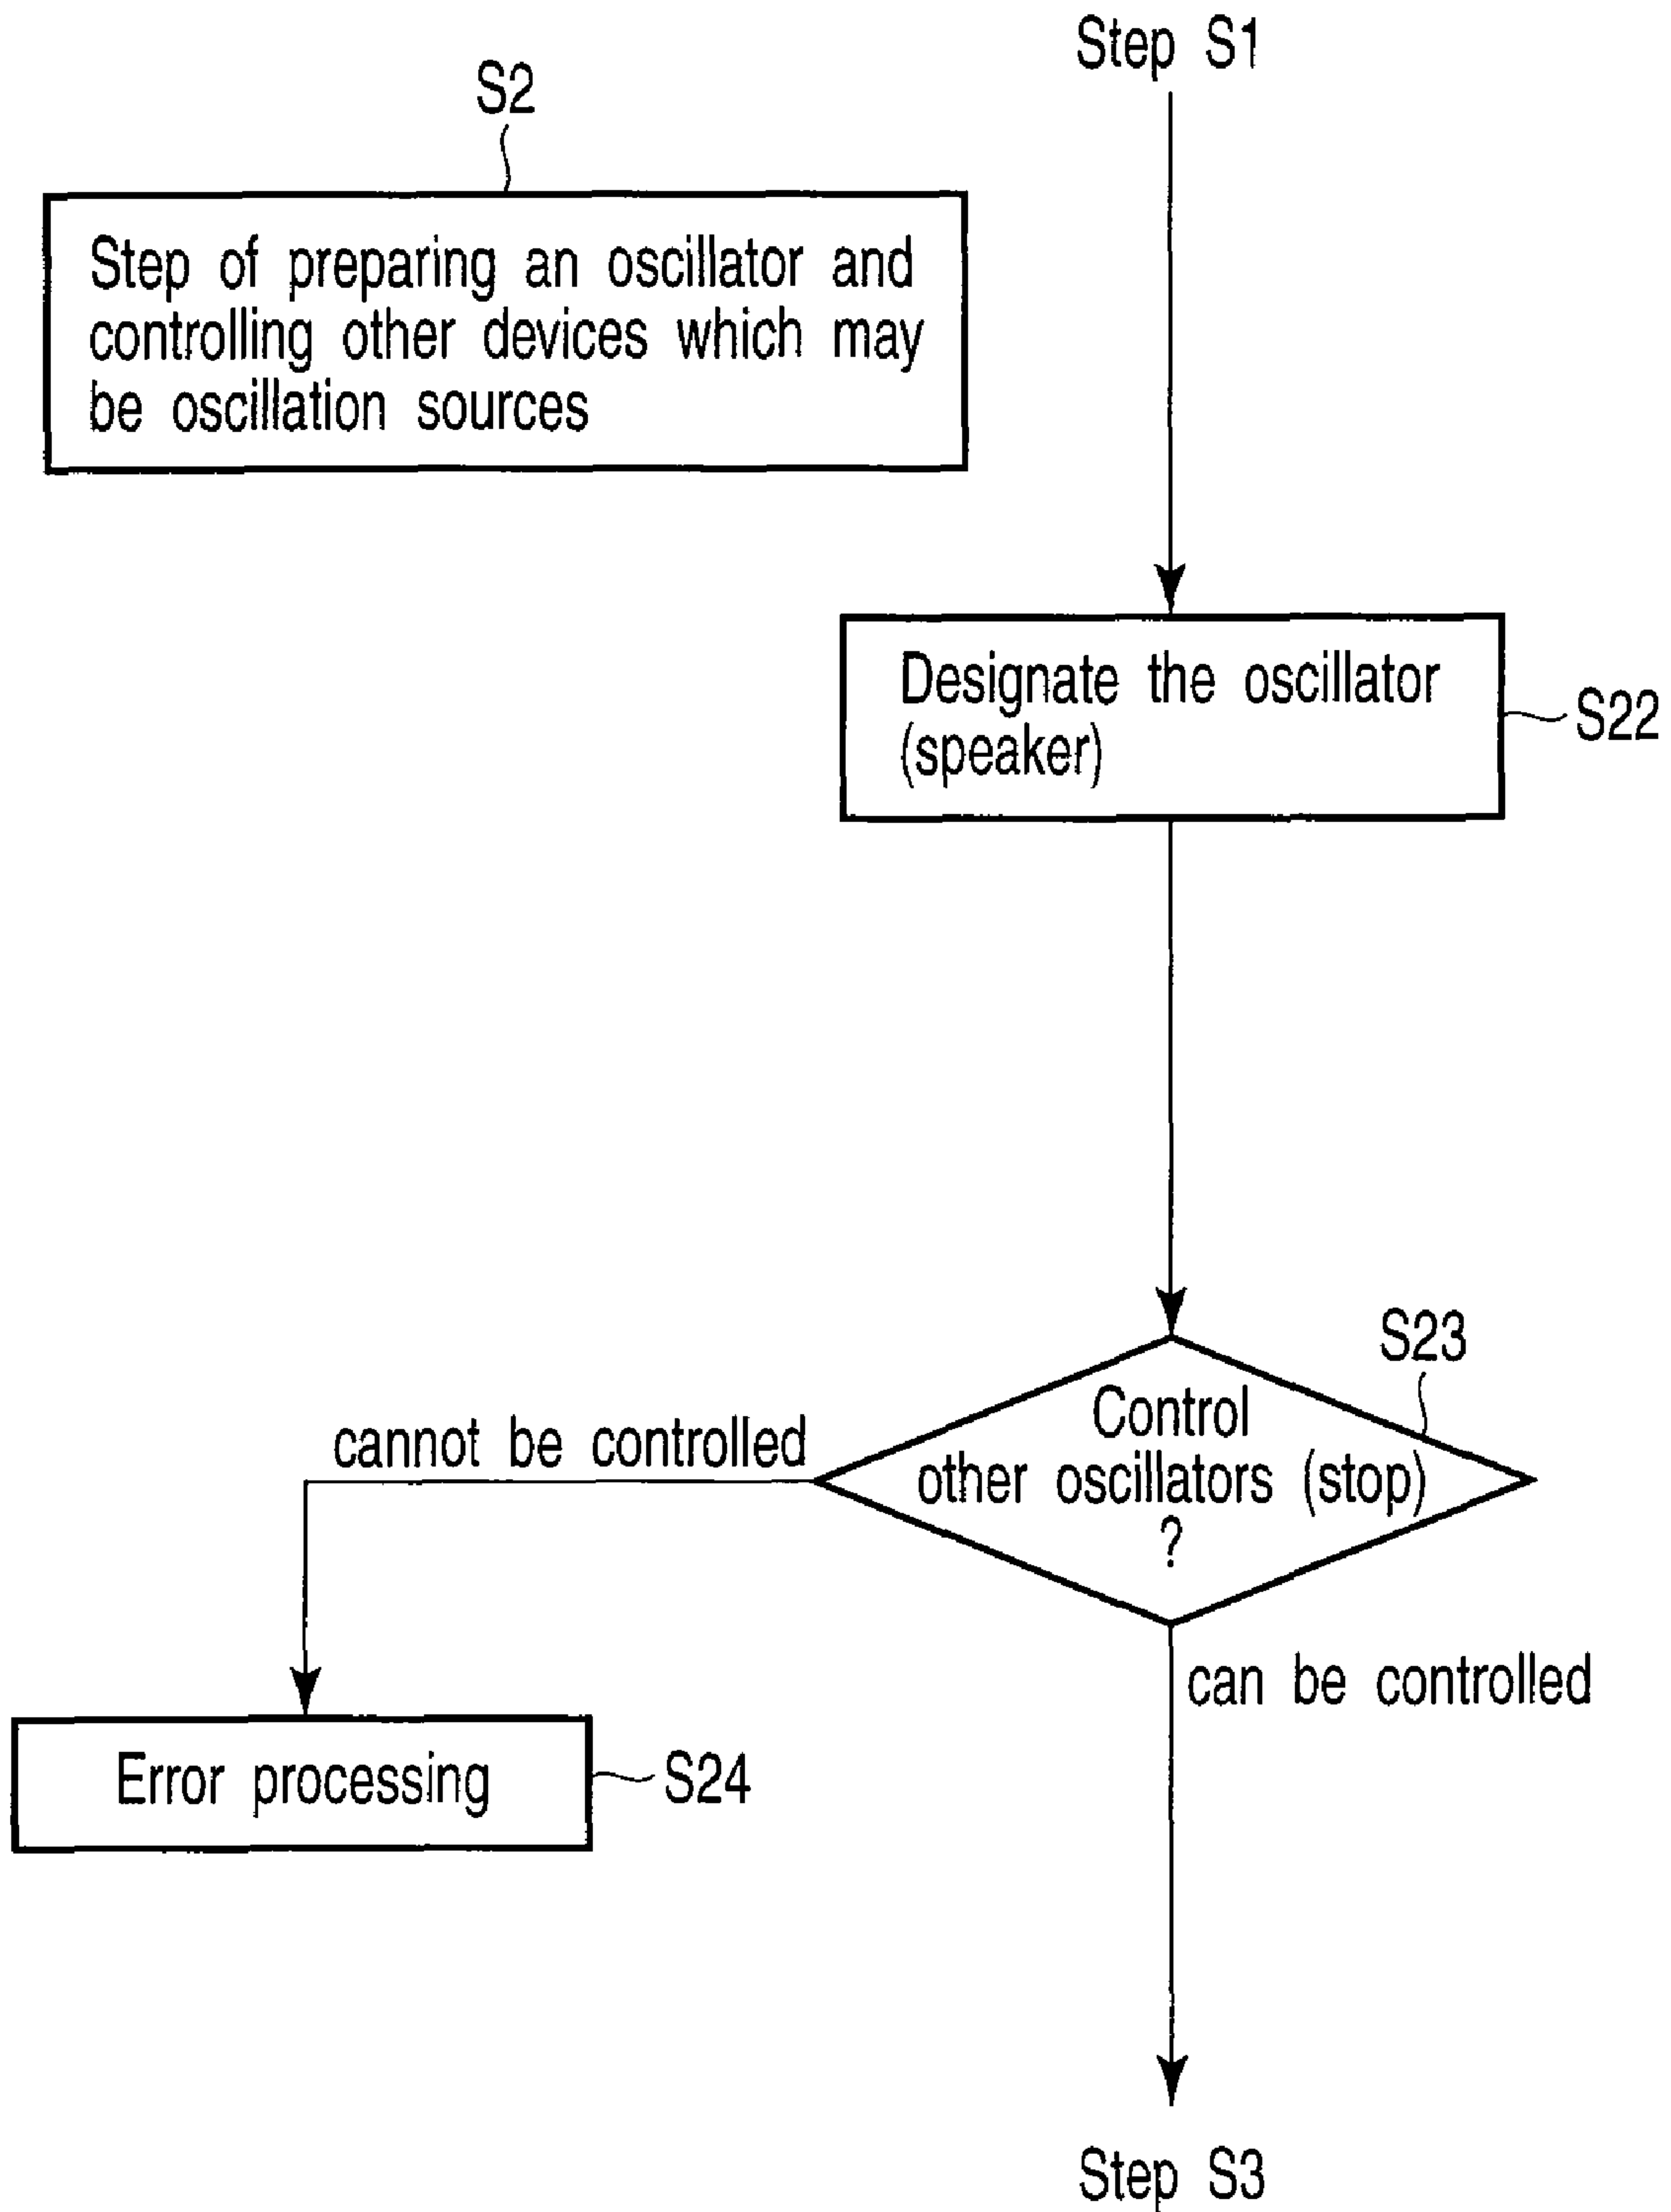 Step S1
S2
Step of preparing an oscillator and
controlling other devices which may
be oscillation sources
Designate the oscillator
(speaker)
S22
S23
Control
other oscillators (stop)
?
cannot be controlled
can be controlled
Error processing
S24
Step S3